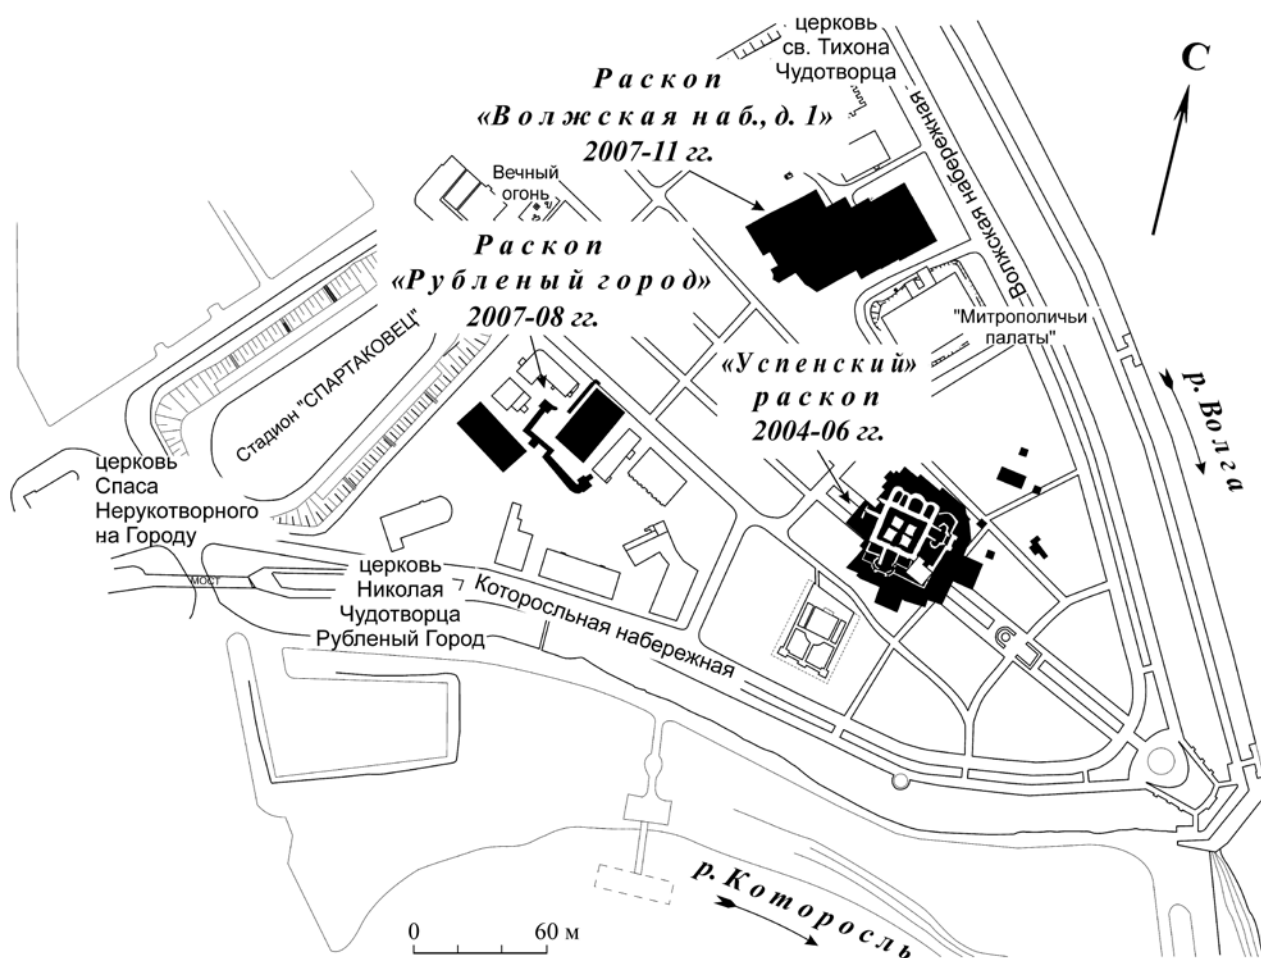 церковь
св. Тихона
Чудотворца
С
Раскоп
«Волжская наб., д. 1»
2007-11 гг.
Волжская набережная
Вечный
огонь
Раскоп
«Рубленый город»
2007-08 гг.
"Митрополичьи
палаты"
Стадион "СПАРТАКОВЕЦ"
«Успенский»
раскоп
2004-06 гг.
р. Волга
церковь
Спаса
Нерукотворного
на Городу
мост
церковь
Николая
Чудотворца
Рубленый Город
Которосльная набережная
р. Которосль
0 60 м